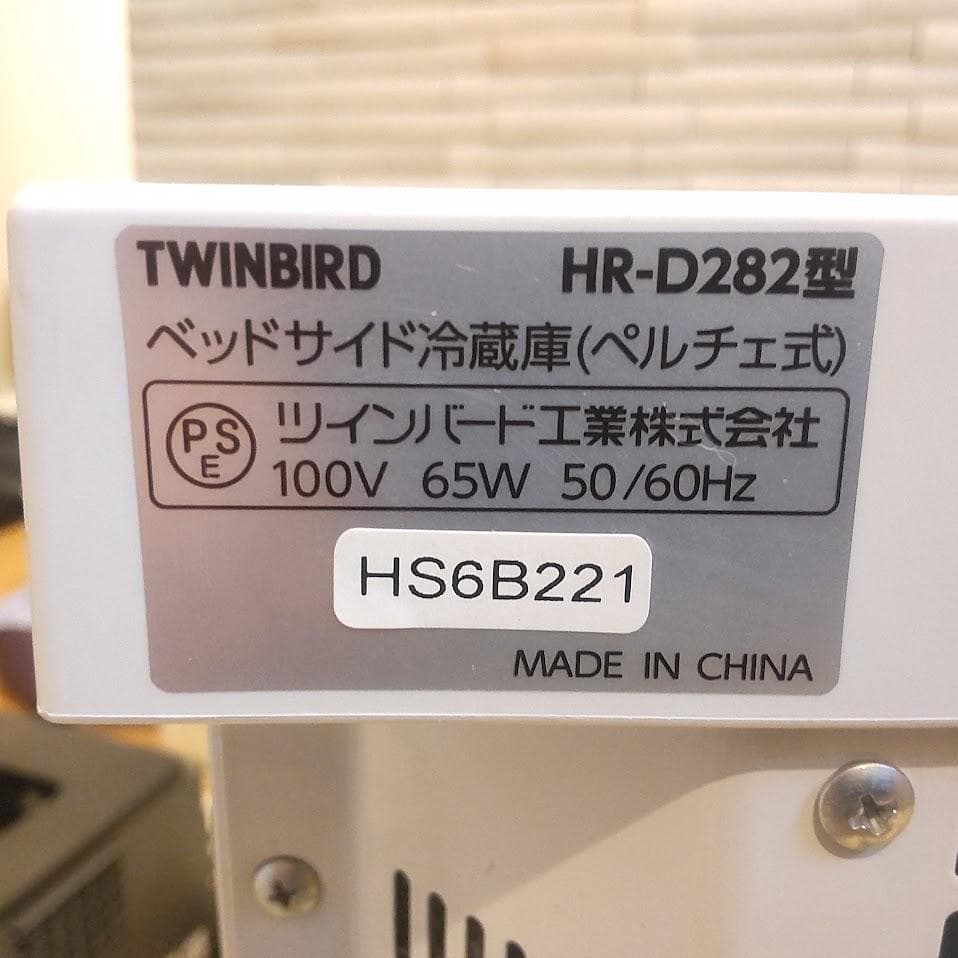 TWINBIRD HR-D282型
ベッドサイド冷蔵庫(ペルチェ式)
PSE ツインバード工業株式会社
100V 65W 50/60Hz
HS6B221
MADE IN CHINA